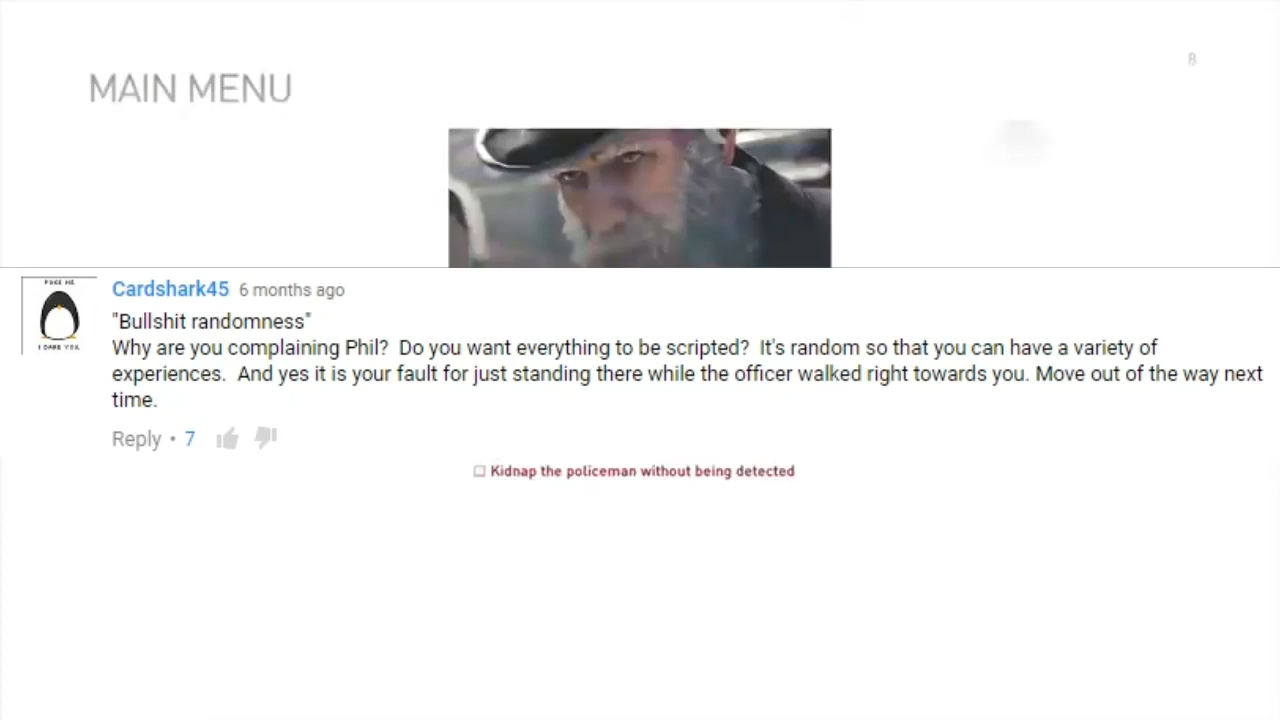 MAIN MENU
8
Cardshark45 6 months ago
"Bullshit randomness"
Why are you complaining Phil? Do you want everything to be scripted? It's random so that you can have a variety of
experiences. And yes it is your fault for just standing there while the officer walked right towards you. Move out of the way next
time.
I DARE YOU
Reply • 7
Kidnap the policeman without being detected